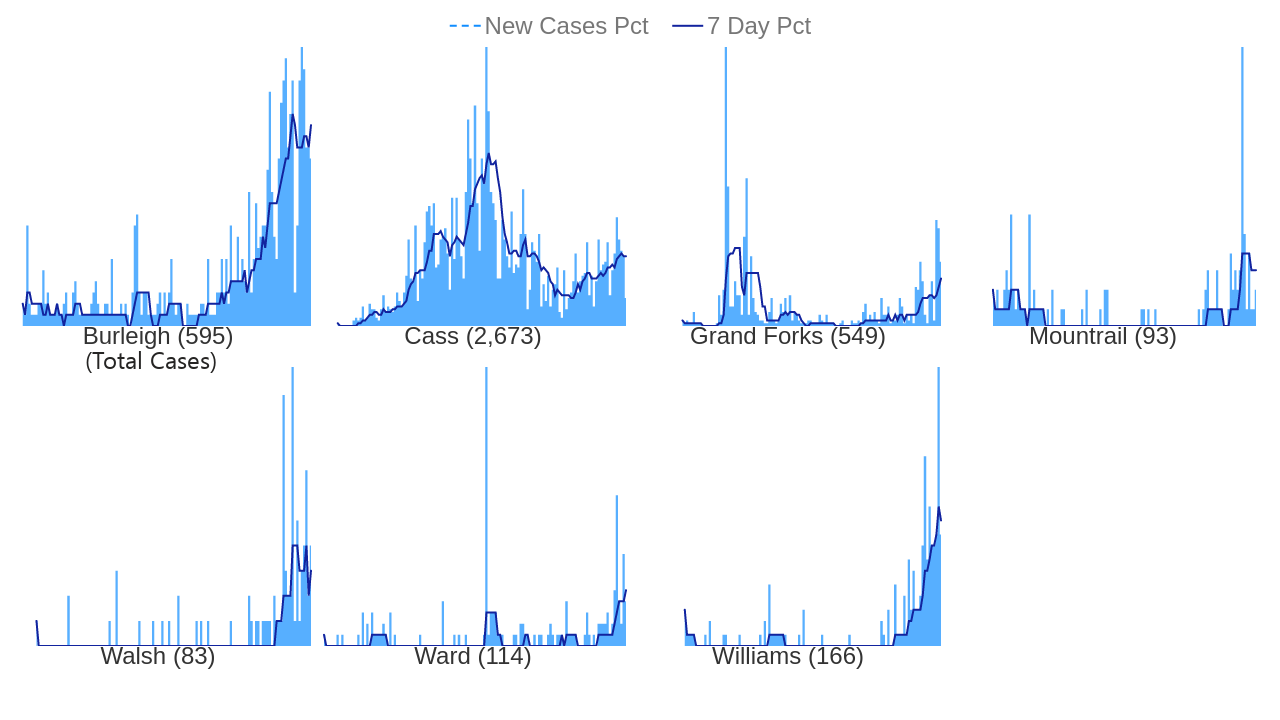 New Cases Pct 7 Day Pct
Burleigh (595)
(Total Cases)
Cass (2,673)
Grand Forks (549)
Mountrail (93)
Walsh (83)
Ward (114)
Williams (166)